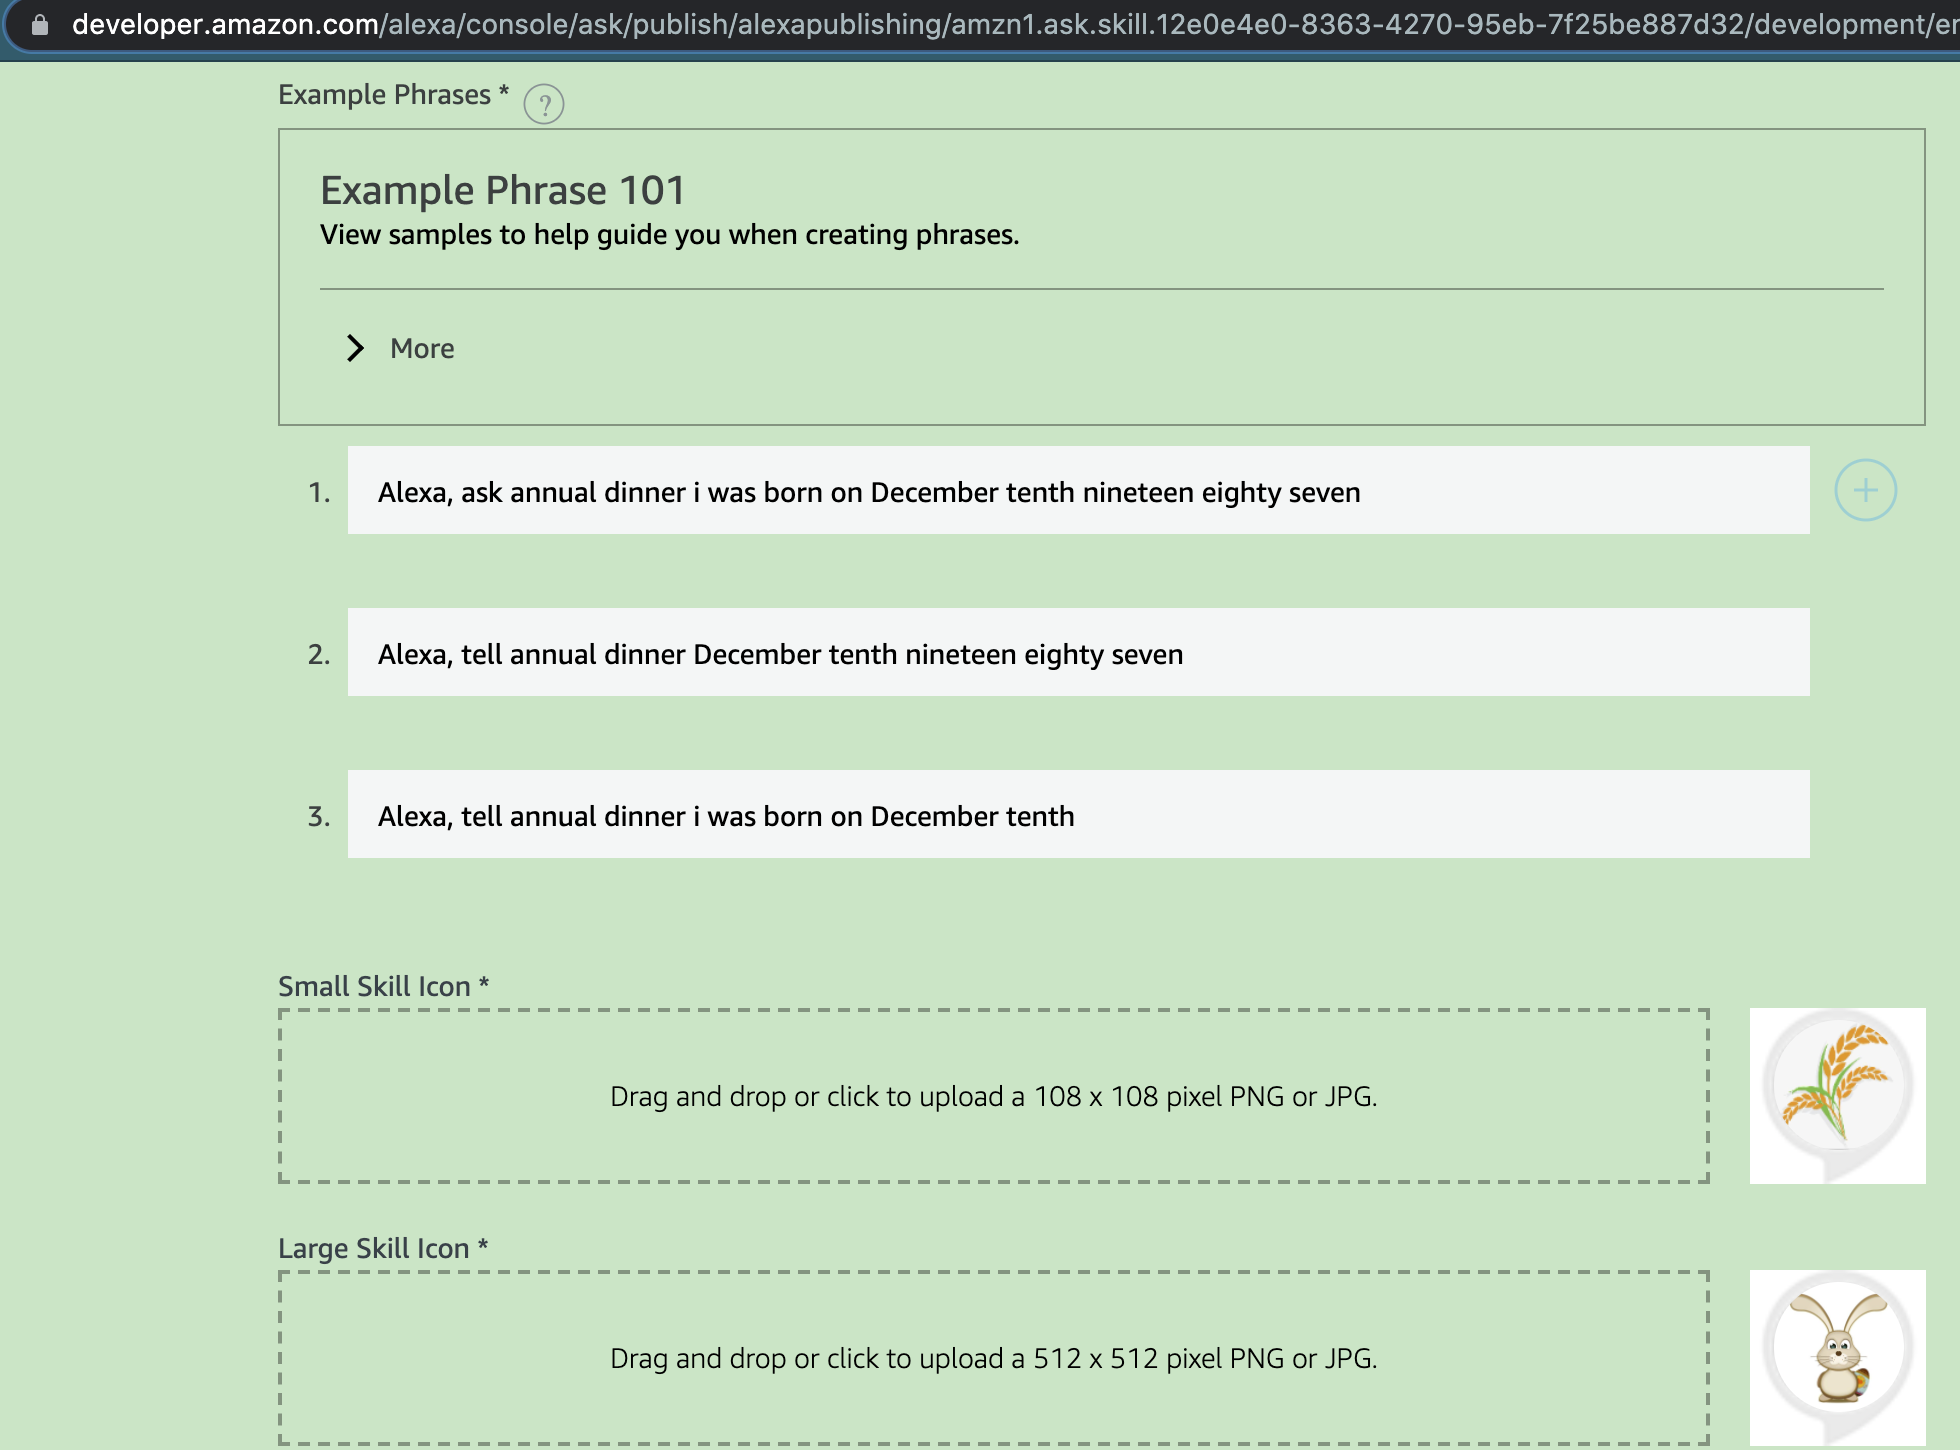 developer.amazon.com/alexa/console/ask/publish/alexapublishing/amzn1.ask.skill.12e0e4e0-8363-4270-95eb-7f25be887d32/development/en
Example Phrases * ?
Example Phrase 101
View samples to help guide you when creating phrases.
More
1. Alexa, ask annual dinner i was born on December tenth nineteen eighty seven
2. Alexa, tell annual dinner December tenth nineteen eighty seven
3. Alexa, tell annual dinner i was born on December tenth
Small Skill Icon *
Drag and drop or click to upload a 108 x 108 pixel PNG or JPG.
Large Skill Icon *
Drag and drop or click to upload a 512 x 512 pixel PNG or JPG.